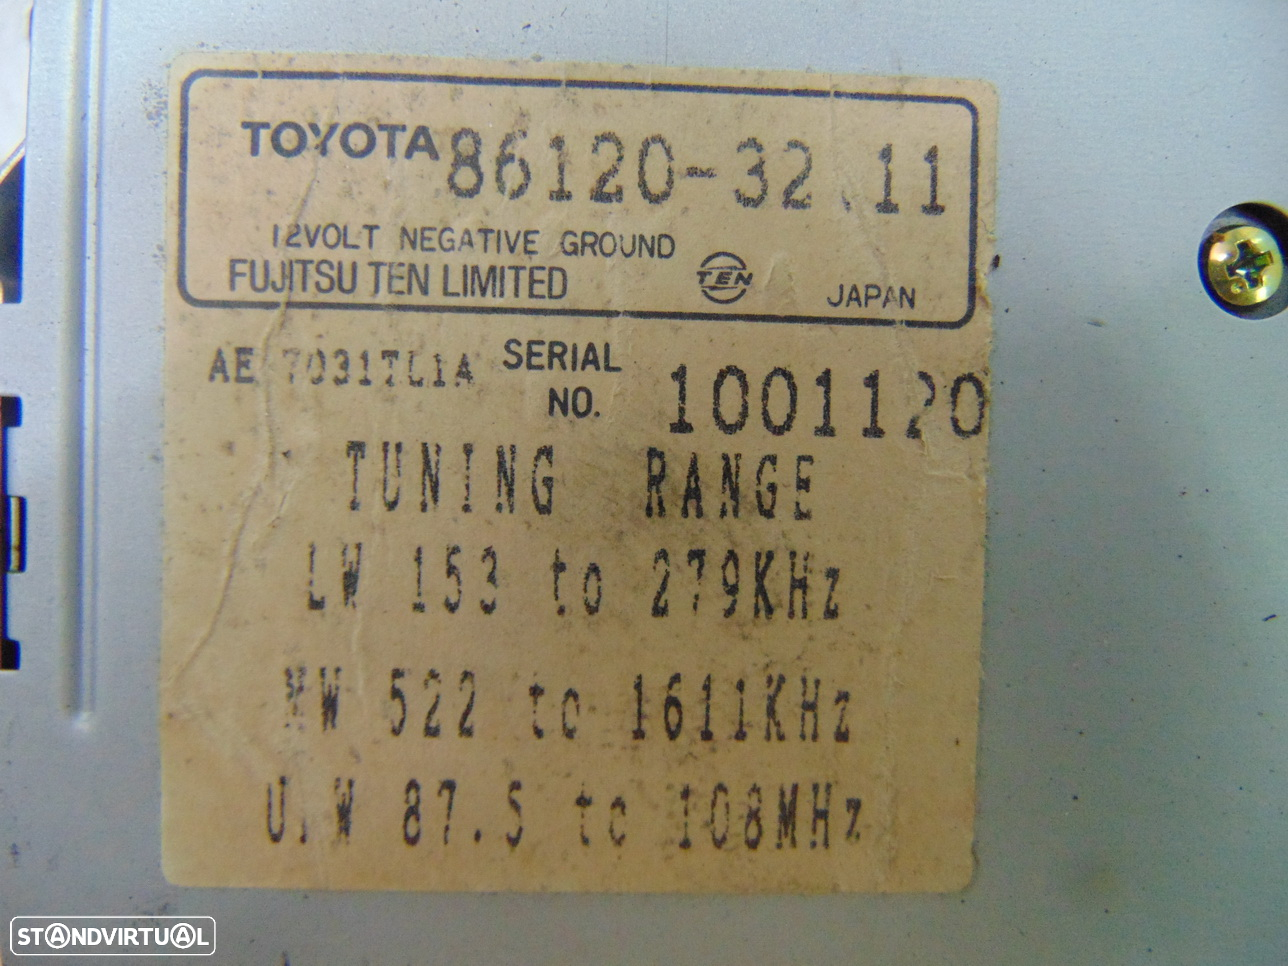 TOYOTA
12VOLT NEGATIVE GROUND
FUJITSU TEN LIMITED TEN JAPAN
SERIAL
NO. 1001120
TUNING RANGE
LW 153 to 279KHz
MW 522 to 1611KHz
87.5 to 108MHz
STANDVIRTUAL